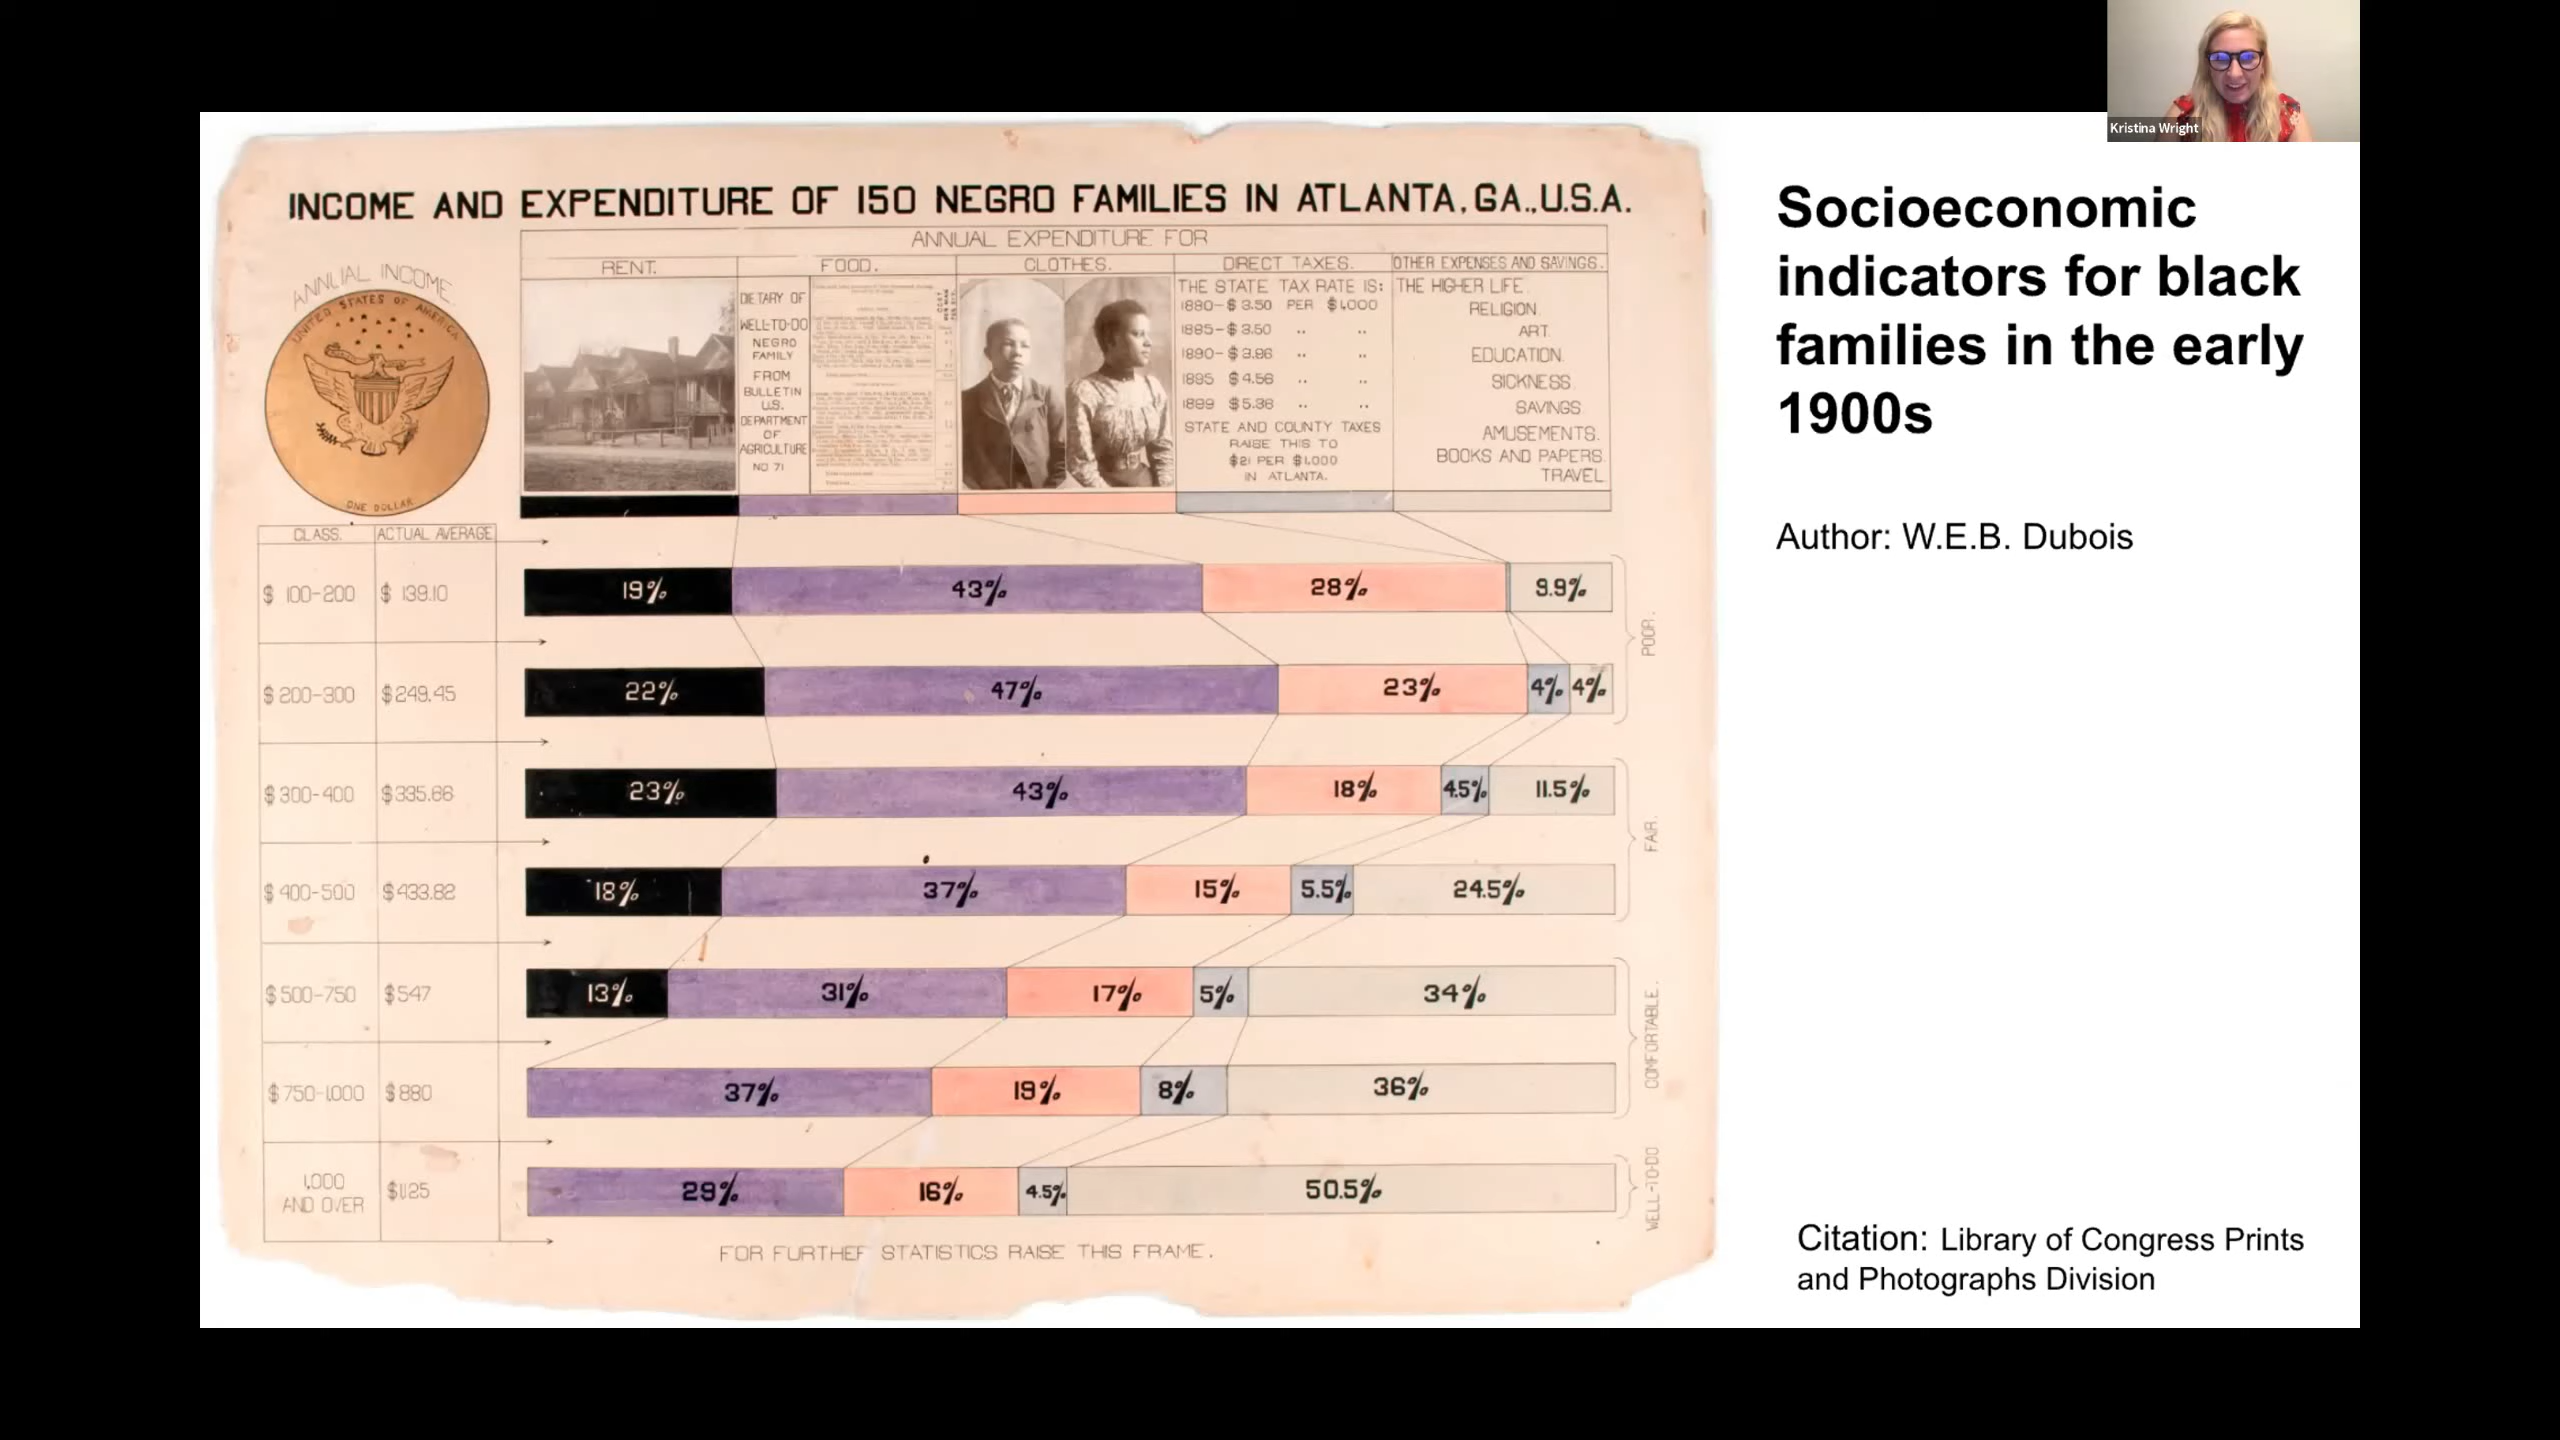 Kristina Wright
INCOME AND EXPENDITURE OF 150 NEGRO FAMILIES IN ATLANTA, GA., U.S.A.
ANNUAL INCOME.
UNITED STATES OF AMERICA
ONE DOLLAR
ANNUAL EXPENDITURE FOR
RENT. FOOD. CLOTHES. DIRECT TAXES. OTHER EXPENSES AND SAVINGS.
DIETARY OF
WELL-TO-DO
NEGRO
FAMILY
FROM
BULLETIN
U.S.
DEPARTMENT
OF
AGRICULTURE
NO 71
THE STATE TAX RATE IS:
1880-$3.50 PER $1,000
1885-$3.50 " "
1890-$3.96 " "
1895 $4.56 " "
1899 $5.36 " "
STATE AND COUNTY TAXES
RAISE THIS TO
$21 PER $1,000
IN ATLANTA.
THE HIGHER LIFE.
RELIGION.
ART.
EDUCATION.
SICKNESS.
SAVINGS.
AMUSEMENTS.
BOOKS AND PAPERS.
TRAVEL.
CLASS. ACTUAL AVERAGE
$ 100-200 $ 139.10 19% 43% 28% 9.9%
$ 200-300 $249.45 22% 47% 23% 4% 4%
POOR.
$ 300-400 $335.66 23% 43% 18% 4.5% 11.5%
$ 400-500 $433.82 18% 37% 15% 5.5% 24.5%
FAIR.
$ 500-750 $547 13% 31% 17% 5% 34%
$ 750-1,000 $880 37% 19% 8% 36%
COMFORTABLE.
1,000
AND OVER $1125 29% 16% 4.5% 50.5%
WELL-TO-DO
FOR FURTHER STATISTICS RAISE THIS FRAME.
Socioeconomic
indicators for black
families in the early
1900s
Author: W.E.B. Dubois
Citation: Library of Congress Prints
and Photographs Division